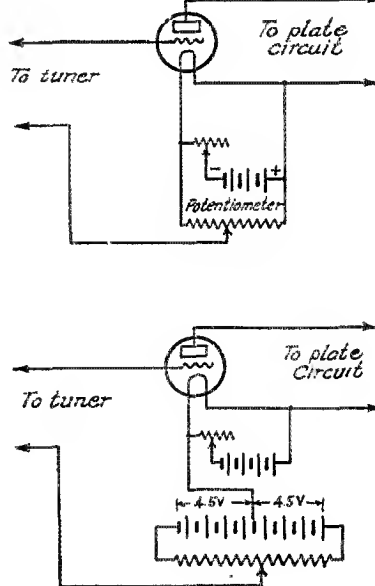 To plate
circuit
To tuner
- +
Potentiometer
To plate
Circuit
To tuner
4.5V 4.5V